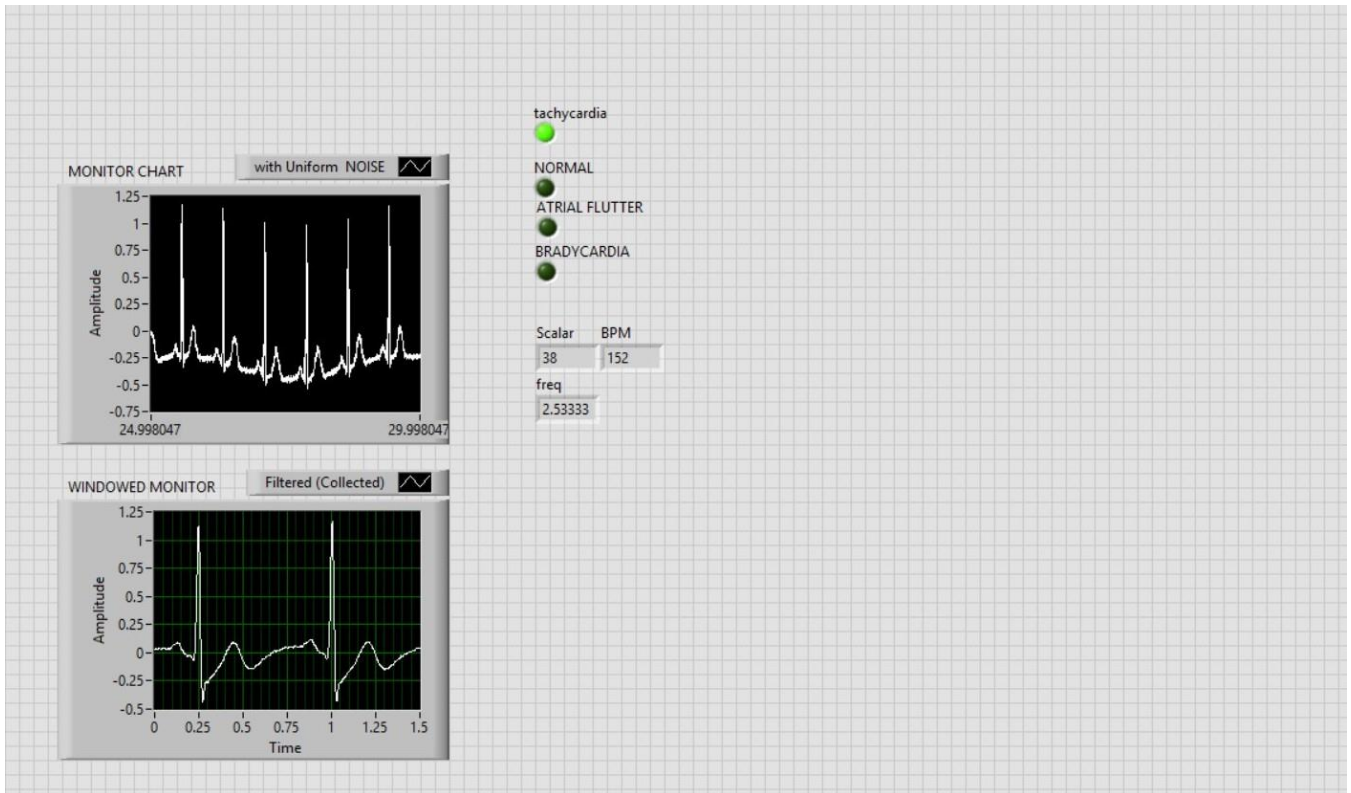 tachycardia
NORMAL
ATRIAL FLUTTER
BRADYCARDIA
MONITOR CHART
with Uniform NOISE
1.25
1
0.75
0.5
0.25
0
-0.25
-0.5
-0.75
Amplitude
24.998047
29.998047
Scalar
BPM
38
152
freq
2.53333
WINDOWED MONITOR
Filtered (Collected)
1.25
1
0.75
0.5
0.25
0
-0.25
-0.5
Amplitude
0
0.25
0.5
0.75
1
1.25
1.5
Time